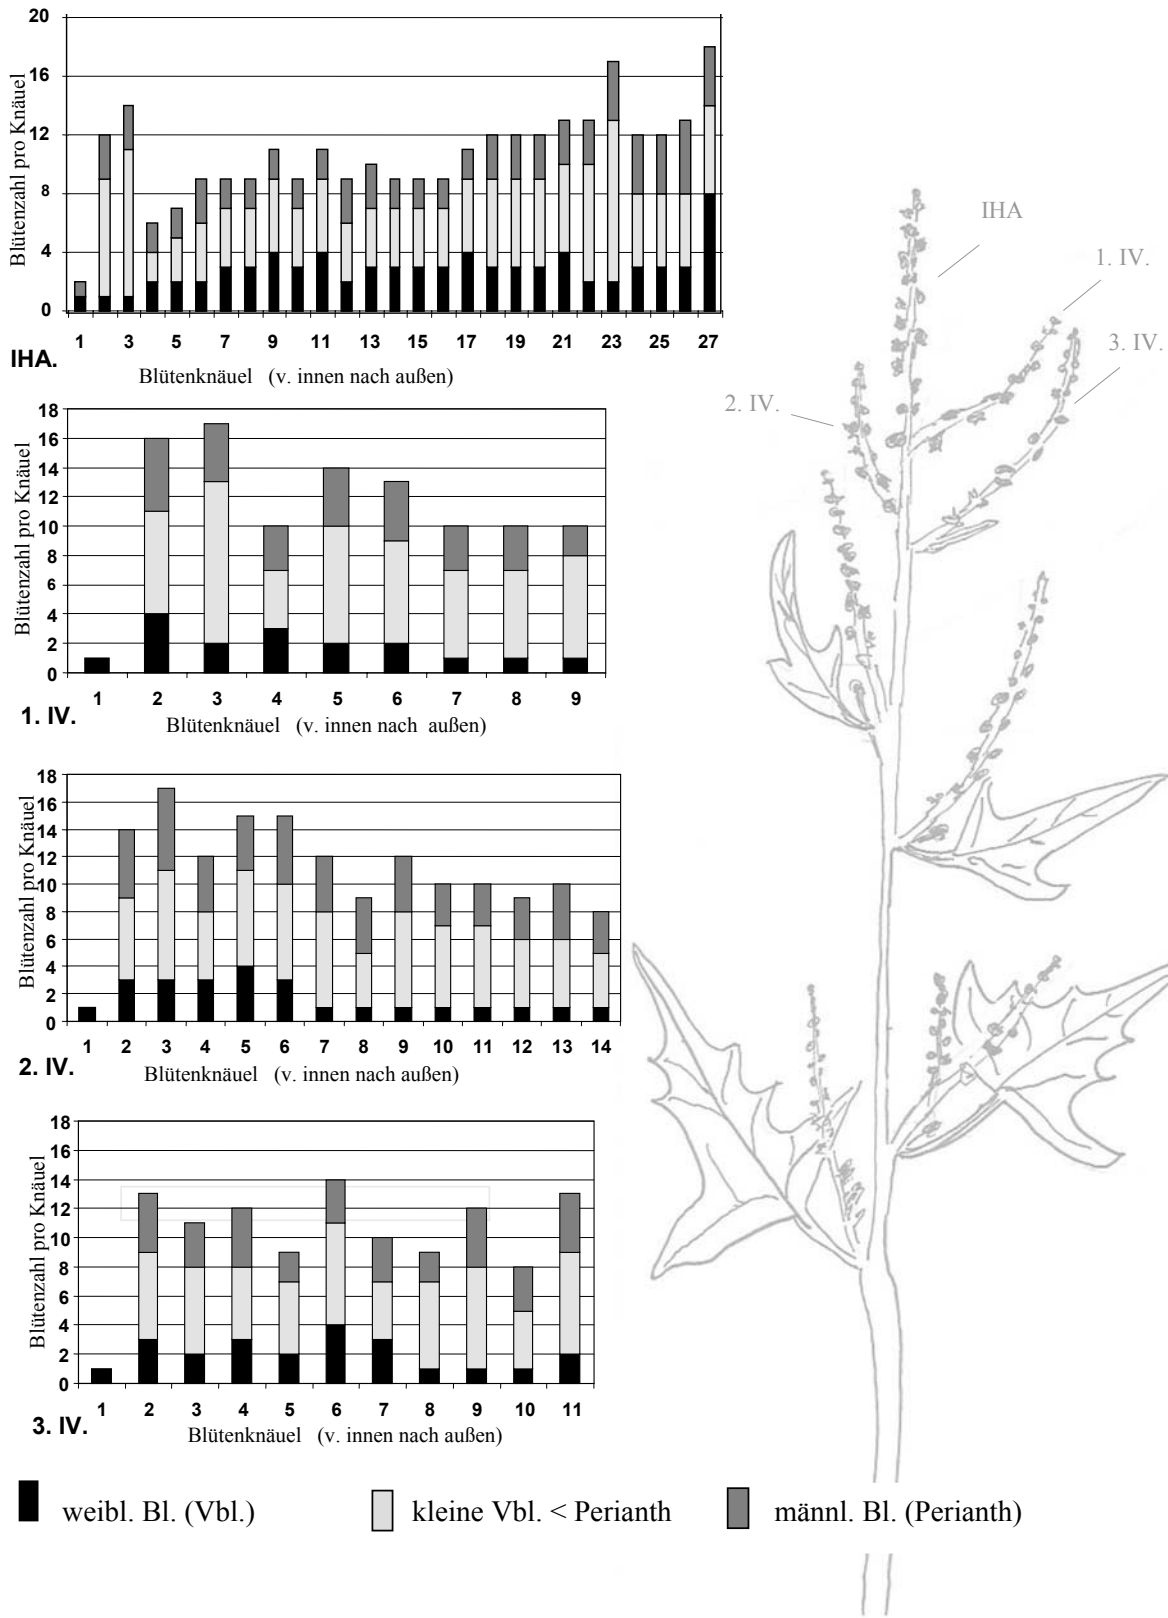 20
16
12
8
4
0
Blütenzahl pro Knäuel
1 3 5 7 9 11 13 15 17 19 21 23 25 27
IHA.
Blütenknäuel (v. innen nach außen)
18
16
14
12
10
8
6
4
2
0
Blütenzahl pro Knäuel
1 2 3 4 5 6 7 8 9
1. IV.
Blütenknäuel (v. innen nach außen)
18
16
14
12
10
8
6
4
2
0
Blütenzahl pro Knäuel
1 2 3 4 5 6 7 8 9 10 11 12 13 14
2. IV.
Blütenknäuel (v. innen nach außen)
18
16
14
12
10
8
6
4
2
0
Blütenzahl pro Knäuel
1 2 3 4 5 6 7 8 9 10 11
3. IV.
Blütenknäuel (v. innen nach außen)
IHA
1. IV.
3. IV.
2. IV.
weibl. Bl. (Vbl.) kleine Vbl. < Perianth männl. Bl. (Perianth)